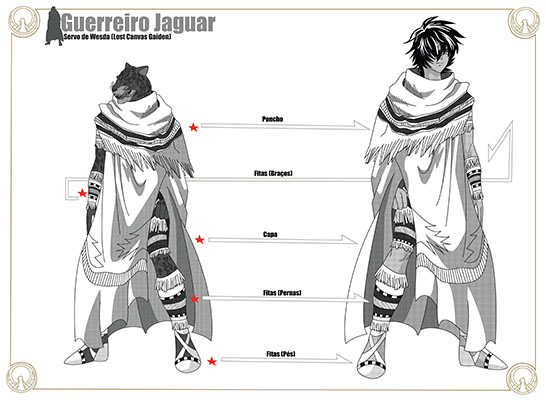 Guerreiro Jaguar
Servo de Wesda (Lost Canvas Gaiden)
Poncho
Fitas (Braços)
Capa
Fitas (Pernas)
Fitas (Pés)